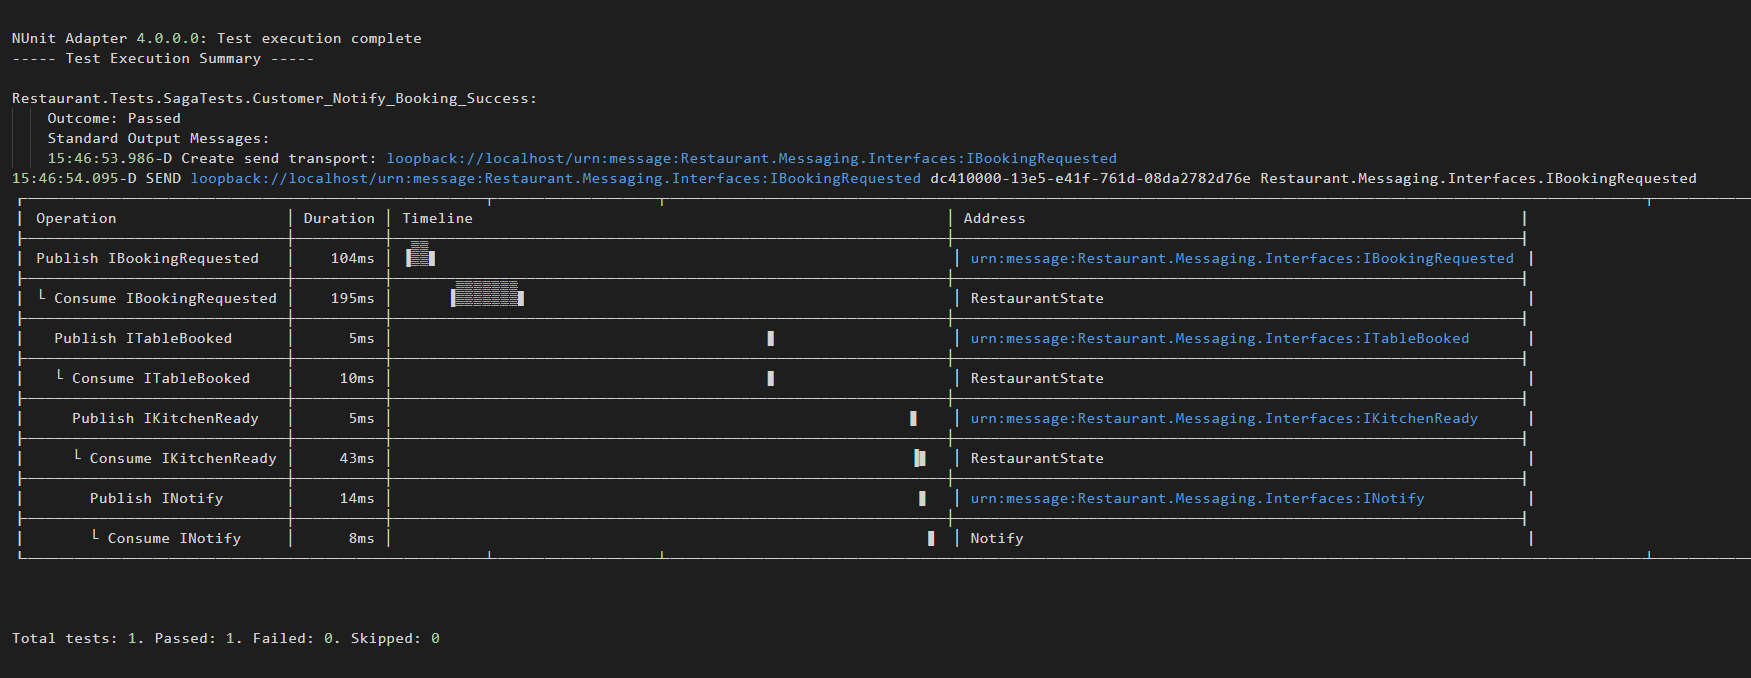 NUnit Adapter 4.0.0.0: Test execution complete
----- Test Execution Summary -----
Restaurant.Tests.SagaTests.Customer_Notify_Booking_Success:
Outcome: Passed
Standard Output Messages:
15:46:53.986-D Create send transport: loopback://localhost/urn:message:Restaurant.Messaging.Interfaces:IBookingRequested
15:46:54.095-D SEND loopback://localhost/urn:message:Restaurant.Messaging.Interfaces:IBookingRequested dc410000-13e5-e41f-761d-08da2782d76e Restaurant.Messaging.Interfaces.IBookingRequested
Operation Duration Timeline Address
Publish IBookingRequested 104ms urn:message:Restaurant.Messaging.Interfaces:IBookingRequested
Consume IBookingRequested 195ms RestaurantState
Publish ITableBooked 5ms urn:message:Restaurant.Messaging.Interfaces:ITableBooked
Consume ITableBooked 10ms RestaurantState
Publish IKitchenReady 5ms urn:message:Restaurant.Messaging.Interfaces:IKitchenReady
Consume IKitchenReady 43ms RestaurantState
Publish INotify 14ms urn:message:Restaurant.Messaging.Interfaces:INotify
Consume INotify 8ms Notify
Total tests: 1. Passed: 1. Failed: 0. Skipped: 0